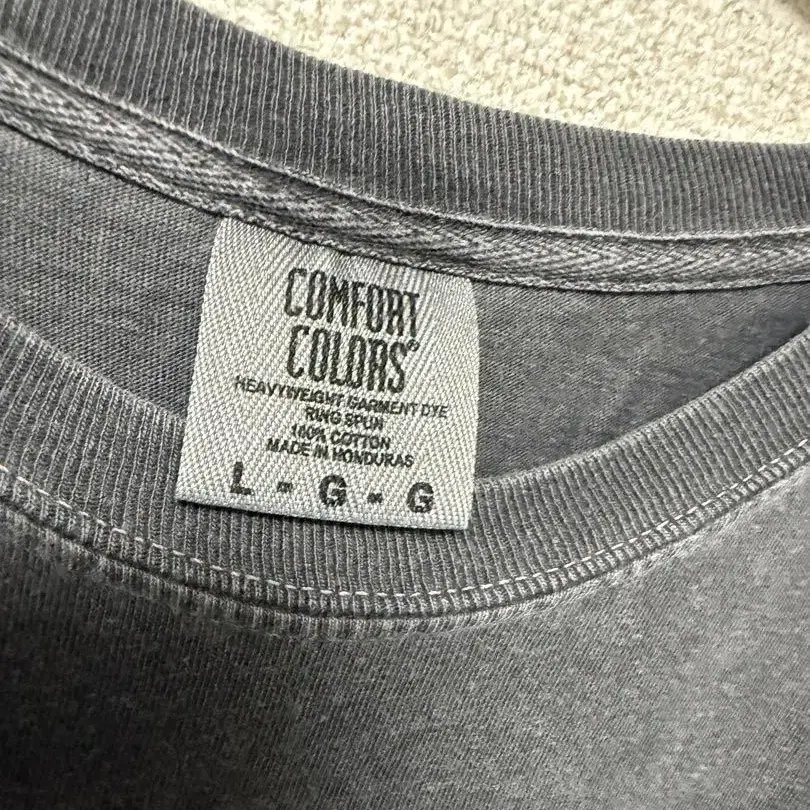 COMFORT
COLORS®
HEAVYWEIGHT GARMENT DYE
RING SPUN
100% COTTON
MADE IN HONDURAS
L - G - G